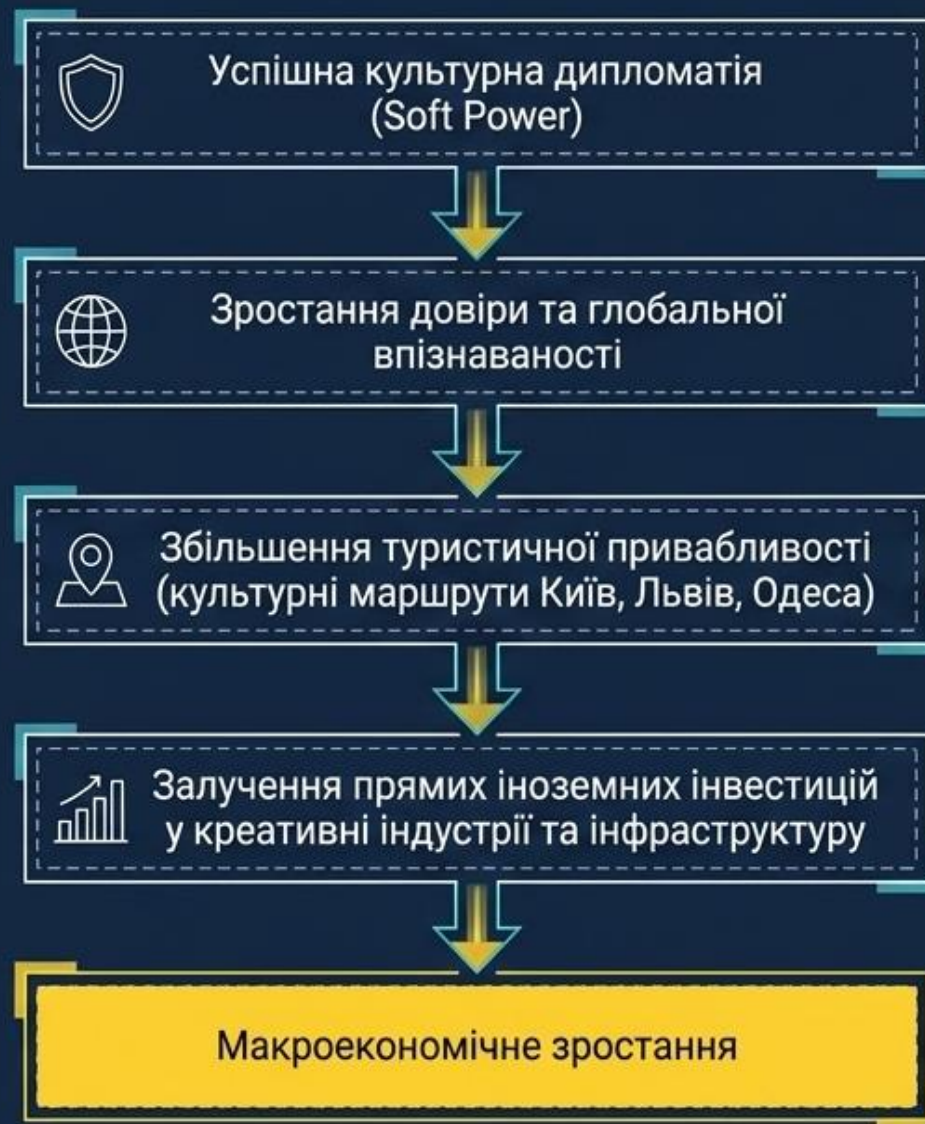 Успішна культурна дипломатія
(Soft Power)
Зростання довіри та глобальної
впізнаваності
Збільшення туристичної привабливості
(культурні маршрути Київ, Львів, Одеса)
Залучення прямих іноземних інвестицій
у креативні індустрії та інфраструктуру
Макроекономічне зростання